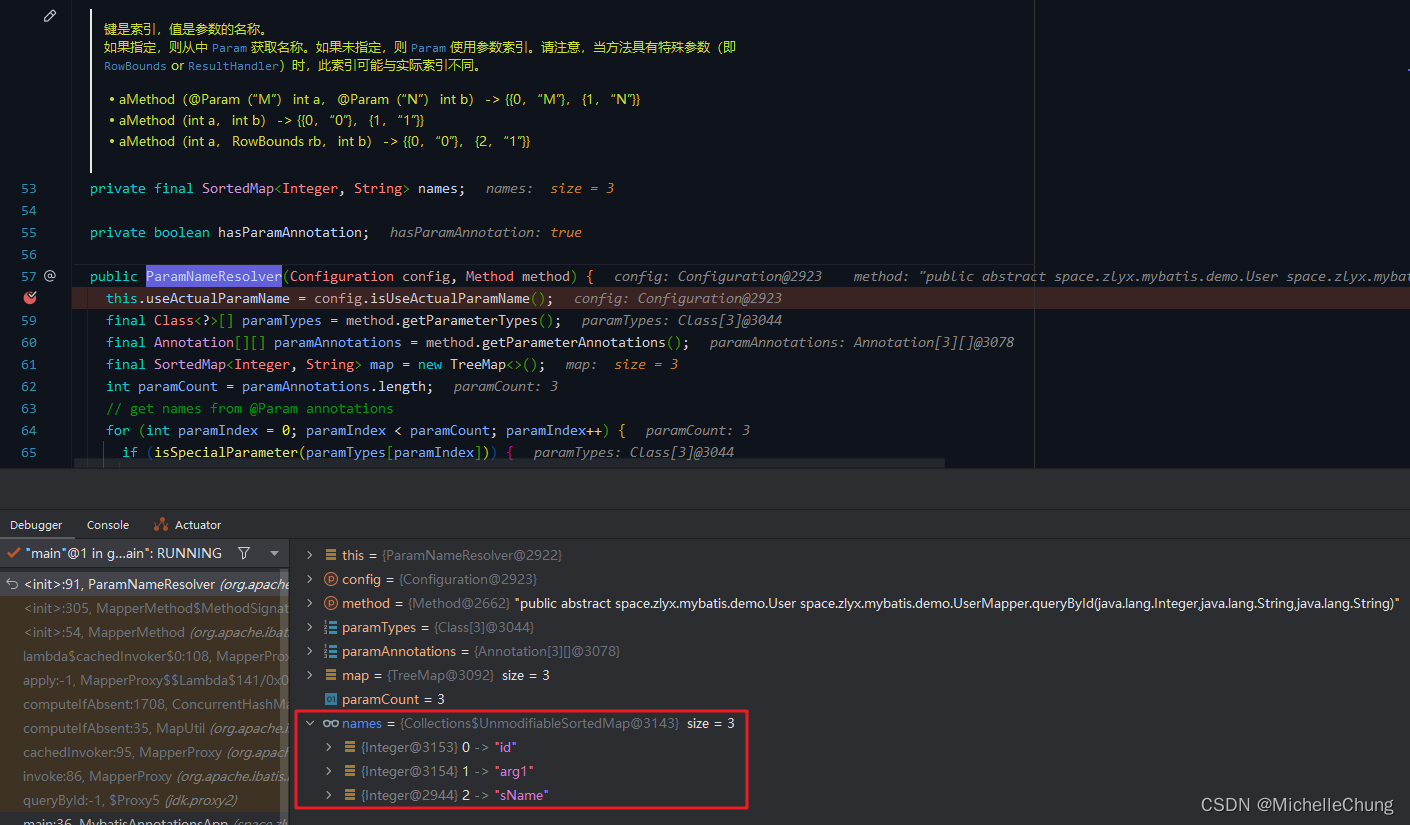 键是索引，值是参数的名称。
如果指定，则从中 Param 获取名称。如果未指定，则 Param 使用参数索引。请注意，当方法具有特殊参数（即
RowBounds or ResultHandler）时，此索引可能与实际索引不同。
• aMethod（@Param（“M”） int a， @Param（“N”） int b） -> {{0， “M”}， {1， “N”}}
• aMethod（int a， int b） -> {{0， “0”}， {1， “1”}}
• aMethod（int a， RowBounds rb， int b） -> {{0， “0”}， {2， “1”}}
53 private final SortedMap<Integer, String> names; names: size = 3
54
55 private boolean hasParamAnnotation; hasParamAnnotation: true
56
57 @ public ParamNameResolver(Configuration config, Method method) { config: Configuration@2923 method: "public abstract space.zlyx.mybatis.demo.User space.zlyx.mybat
this.useActualParamName = config.isUseActualParamName(); config: Configuration@2923
59 final Class<?>[] paramTypes = method.getParameterTypes(); paramTypes: Class[3]@3044
60 final Annotation[][] paramAnnotations = method.getParameterAnnotations(); paramAnnotations: Annotation[3][]@3078
61 final SortedMap<Integer, String> map = new TreeMap<>(); map: size = 3
62 int paramCount = paramAnnotations.length; paramCount: 3
63 // get names from @Param annotations
64 for (int paramIndex = 0; paramIndex < paramCount; paramIndex++) { paramCount: 3
65 if (isSpecialParameter(paramTypes[paramIndex])) { paramTypes: Class[3]@3044
Debugger Console Actuator
"main"@1 in g...ain": RUNNING
<init>:91, ParamNameResolver (org.apache
<init>:305, MapperMethod$MethodSignat
<init>:54, MapperMethod (org.apache.ibati
lambda$cachedInvoker$0:108, MapperProx
apply:-1, MapperProxy$$Lambda$141/0x0
computeIfAbsent:1708, ConcurrentHashMa
computeIfAbsent:35, MapUtil (org.apache.
cachedInvoker:95, MapperProxy (org.apach
invoke:86, MapperProxy (org.apache.ibatis.
queryById:-1, $Proxy5 (jdk.proxy2)
main:36, MybatisAnnotationsApp (space.zly
this = {ParamNameResolver@2922}
config = {Configuration@2923}
method = {Method@2662} "public abstract space.zlyx.mybatis.demo.User space.zlyx.mybatis.demo.UserMapper.queryById(java.lang.Integer,java.lang.String,java.lang.String)"
paramTypes = {Class[3]@3044}
paramAnnotations = {Annotation[3][]@3078}
map = {TreeMap@3092} size = 3
01 paramCount = 3
names = {Collections$UnmodifiableSortedMap@3143} size = 3
{Integer@3153} 0 -> "id"
{Integer@3154} 1 -> "arg1"
{Integer@2944} 2 -> "sName"
CSDN @MichelleChung